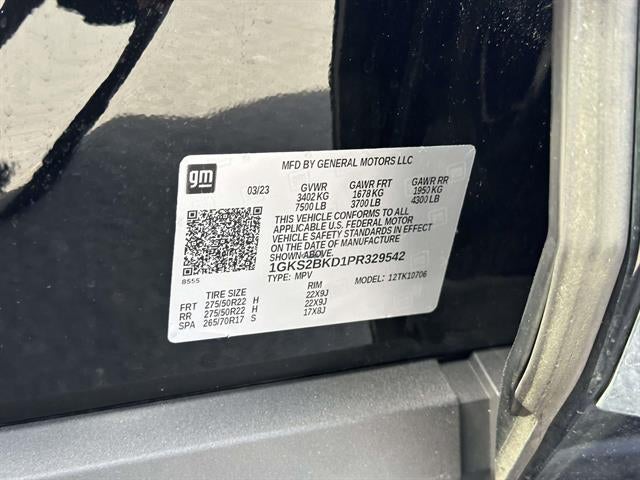 gm
MFD BY GENERAL MOTORS LLC
03/23 GVWR GAWR FRT GAWR RR
3402 KG 1678 KG 1950 KG
7500 LB 3700 LB 4300 LB
THIS VEHICLE CONFORMS TO ALL
APPLICABLE U.S. FEDERAL MOTOR
VEHICLE SAFETY STANDARDS IN EFFECT
ON THE DATE OF MANUFACTURE
SHOWN ABOVE.
1GKS2BKD1PR329542
TYPE: MPV MODEL: 12TK10706
B555
TIRE SIZE RIM
FRT 275/50R22 H 22X9J
RR 275/50R22 H 22X9J
SPA 265/70R17 S 17X8J